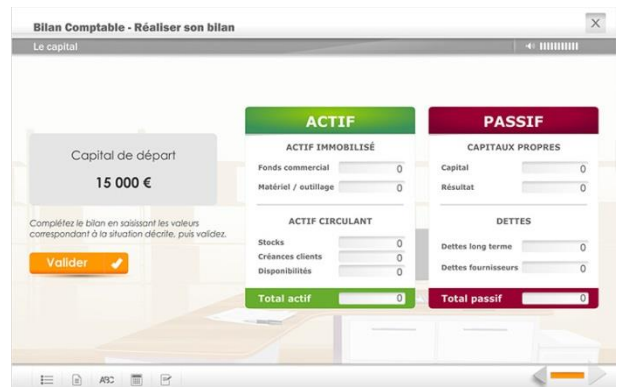 Bilan Comptable - Réaliser son bilan
X
Le capital
Capital de départ
15 000 €
Complétez le bilan en saisissant les valeurs
correspondant à la situation décrite, puis validez.
Valider
ACTIF
ACTIF IMMOBILISÉ
Fonds commercial 0
Matériel / outillage 0
ACTIF CIRCULANT
Stocks 0
Créances clients 0
Disponibilités 0
Total actif 0
PASSIF
CAPITAUX PROPRES
Capital 0
Résultat 0
DETTES
Dettes long terme 0
Dettes fournisseurs 0
Total passif 0
ABC